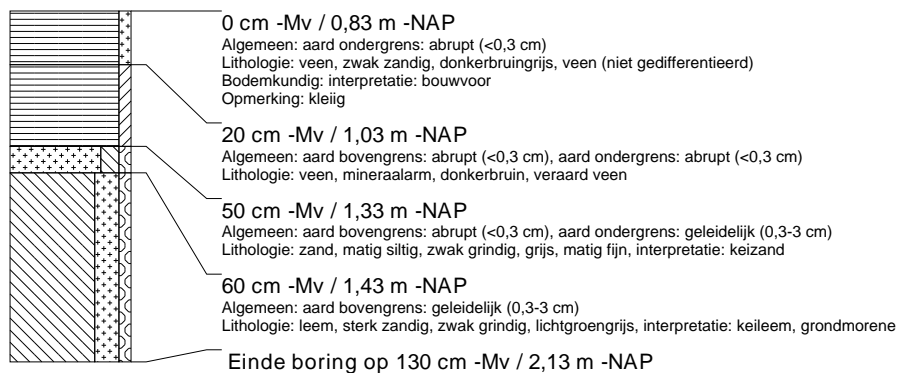 0 cm -Mv / 0,83 m -NAP
Algemeen: aard ondergrens: abrupt (<0,3 cm)
Lithologie: veen, zwak zandig, donkerbruingrijs, veen (niet gedifferentieerd)
Bodemkundig: interpretatie: bouwvoor
Opmerking: kleiig
20 cm -Mv / 1,03 m -NAP
Algemeen: aard bovengrens: abrupt (<0,3 cm), aard ondergrens: abrupt (<0,3 cm)
Lithologie: veen, mineraalarm, donkerbruin, veraard veen
50 cm -Mv / 1,33 m -NAP
Algemeen: aard bovengrens: abrupt (<0,3 cm), aard ondergrens: geleidelijk (0,3-3 cm)
Lithologie: zand, matig siltig, zwak grindig, grijs, matig fijn, interpretatie: keizand
60 cm -Mv / 1,43 m -NAP
Algemeen: aard bovengrens: geleidelijk (0,3-3 cm)
Lithologie: leem, sterk zandig, zwak grindig, lichtgroengrijs, interpretatie: keileem, grondmorene
Einde boring op 130 cm -Mv / 2,13 m -NAP